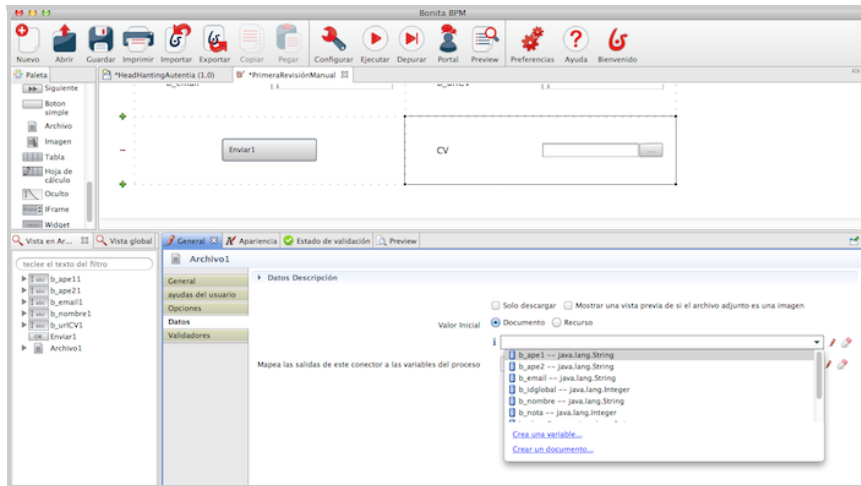 Bonita BPM
Nuevo Abrir Guardar Imprimir Importar Exportar Copiar Pegar Configurar Ejecutar Depurar Portal Preview Preferencias Ayuda Bienvenido
Paleta
*HeadHantingAutentia (1.0)
*PrimeraRevisiónManual
Siguiente
Boton simple
Archivo
Imagen
Tabla
Hoja de cálculo
Oculto
IFrame
Widget
b_email
b_urlCV
Enviar1
CV
...
Vista en Ar...
Vista global
teclee el texto del filtro
b_ape11
b_ape21
b_email1
b_nombre1
b_urlCV1
OK Enviar1
Archivo1
General
Apariencia
Estado de validación
Preview
Archivo1
General
ayudas del usuario
Opciones
Datos
Validadores
Datos Descripción
Solo descargar
Mostrar una vista previa de si el archivo adjunto es una imagen
Valor Inicial
Documento
Recurso
Mapea las salidas de este conector a las variables del proceso
b_ape1 -- java.lang.String
b_ape2 -- java.lang.String
b_email -- java.lang.String
b_idglobal -- java.lang.Integer
b_nombre -- java.lang.String
b_nota -- java.lang.Integer
Crea una variable...
Crear un documento...